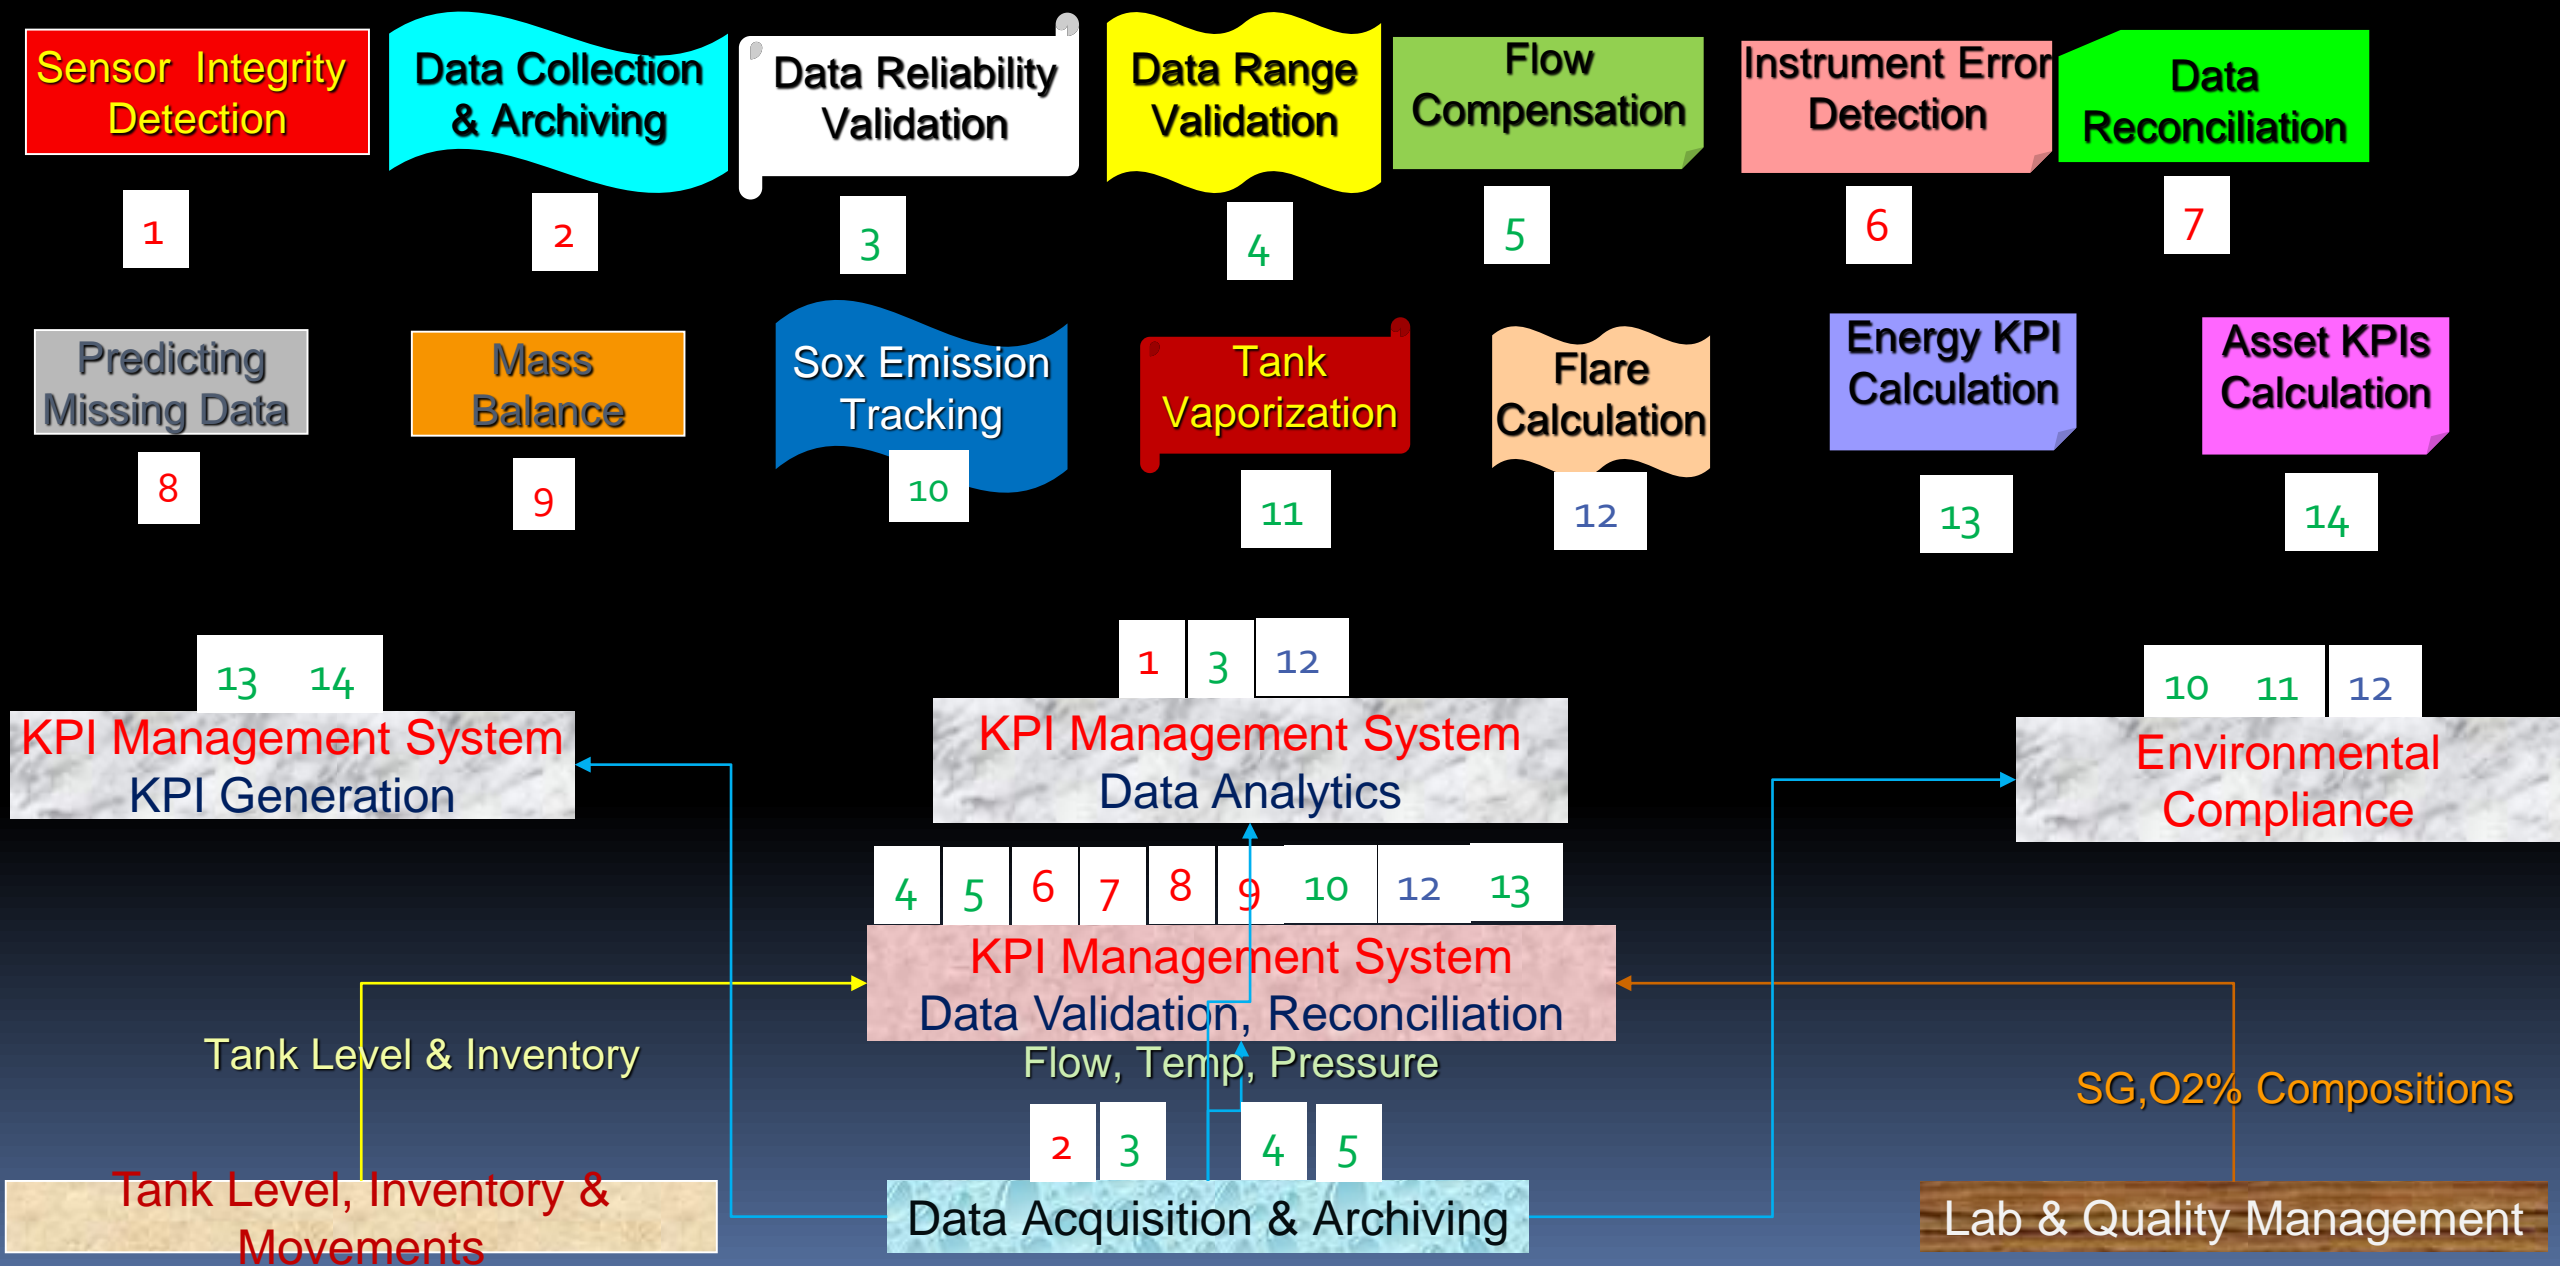 Sensor Integrity
Detection
Data Collection
& Archiving
Data Reliability
Validation
Data Range
Validation
Flow
Compensation
Instrument Error
Detection
Data
Reconciliation
1
2
3
4
5
6
7
Predicting
Missing Data
Mass
Balance
Sox Emission
Tracking
Tank
Vaporization
Flare
Calculation
Energy KPI
Calculation
Asset KPIs
Calculation
8
9
10
11
12
13
14
13 14
KPI Management System
KPI Generation
1 3 12
KPI Management System
Data Analytics
10 11 12
Environmental
Compliance
4 5 6 7 8 9 10 12 13
KPI Management System
Data Validation, Reconciliation
Tank Level & Inventory
Flow, Temp, Pressure
SG,O2% Compositions
2 3 4 5
Tank Level, Inventory &
Movements
Data Acquisition & Archiving
Lab & Quality Management